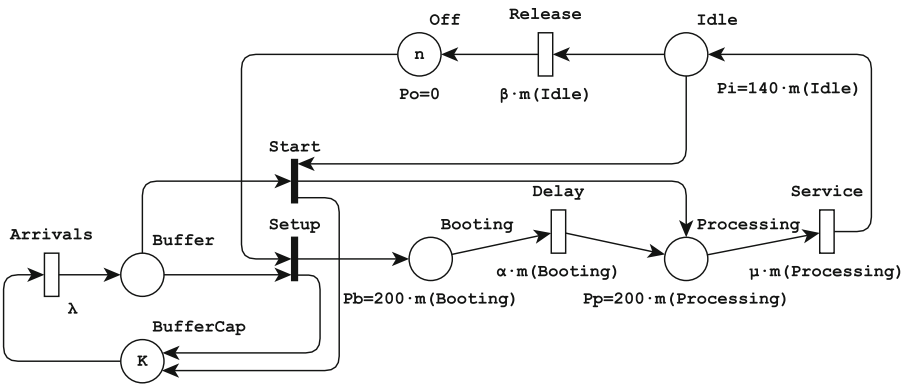 Off
Release
Idle
n
Po=0
β·m(Idle)
Pi=140·m(Idle)
Start
Delay
Service
Setup
Booting
Processing
Arrivals
Buffer
λ
α·m(Booting)
μ·m(Processing)
Pb=200·m(Booting)
Pp=200·m(Processing)
BufferCap
K